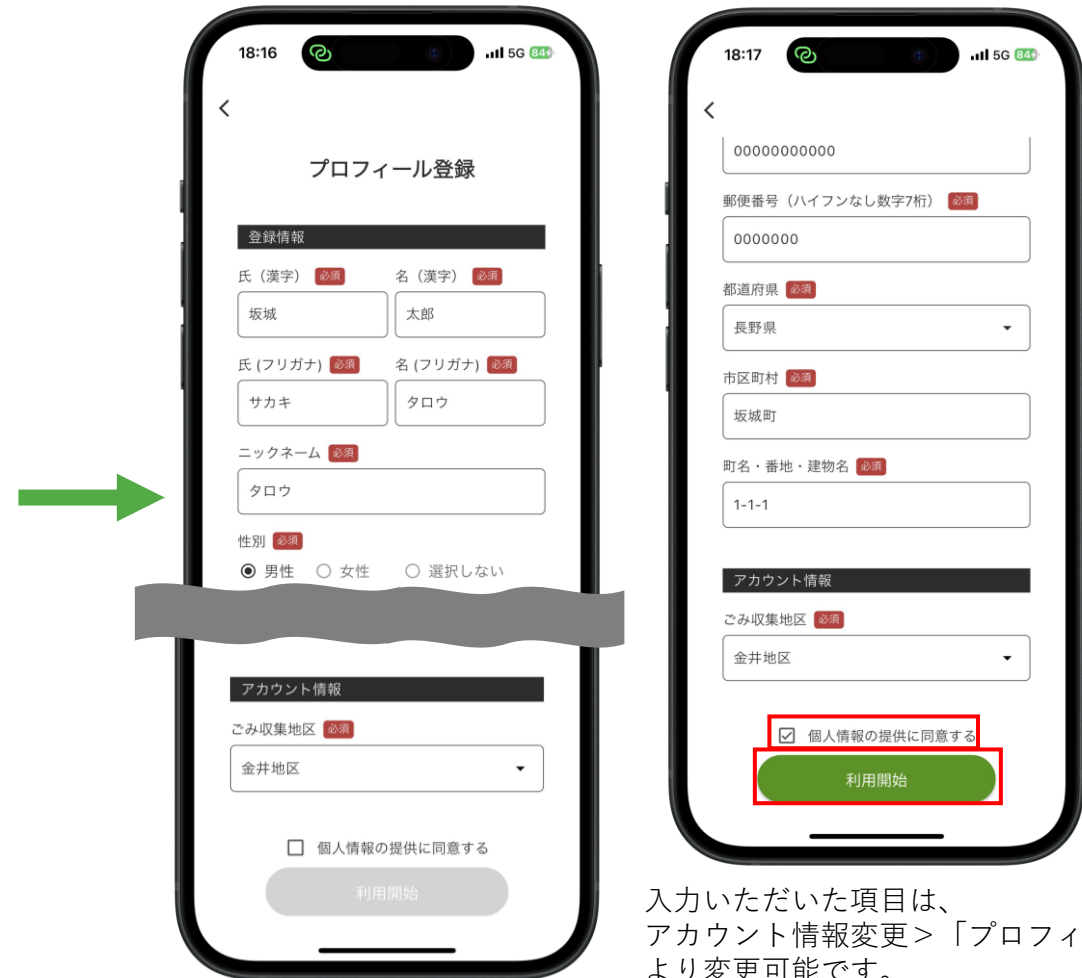 18:16
5G 84
プロフィール登録
登録情報
氏（漢字） 必須 名（漢字） 必須
坂城 太郎
氏 (フリガナ) 必須 名 (フリガナ) 必須
サカキ タロウ
ニックネーム 必須
タロウ
性別 必須
男性 女性 選択しない
アカウント情報
ごみ収集地区 必須
金井地区
個人情報の提供に同意する
利用開始
18:17
5G 84
00000000000
郵便番号（ハイフンなし数字7桁） 必須
0000000
都道府県 必須
長野県
市区町村 必須
坂城町
町名・番地・建物名 必須
1-1-1
アカウント情報
ごみ収集地区 必須
金井地区
個人情報の提供に同意する
利用開始
入力いただいた項目は、
アカウント情報変更＞「プロフィ
より変更可能です。